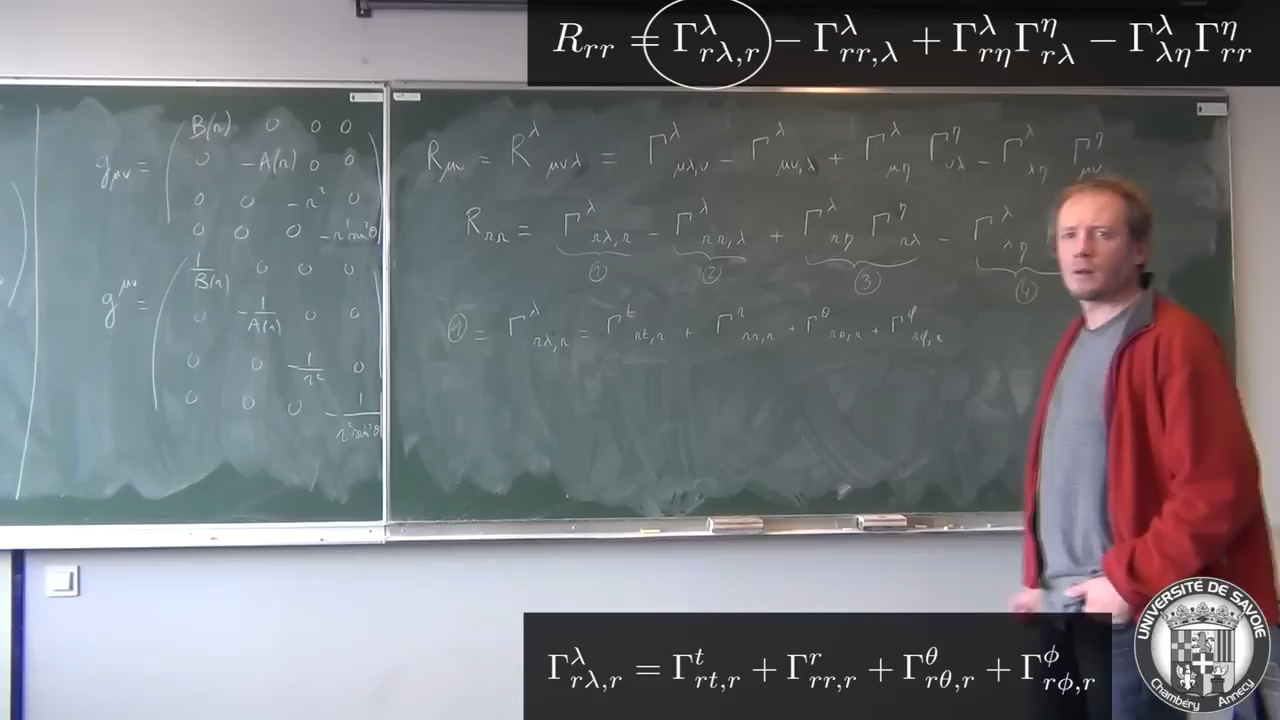 R_{rr} = Γ^λ_{rλ,r} − Γ^λ_{rr,λ} + Γ^λ_{rη} Γ^η_{rλ} − Γ^λ_{λη} Γ^η_{rr}
g_{μν} =
B(r) 0 0 0
0 −A(r) 0 0
0 0 −r² 0
0 0 0 −r² sin²θ
g^{μν} =
1/B(r) 0 0 0
0 −1/A(r) 0 0
0 0 −1/r² 0
0 0 0 −1/r² sin²θ
R_{μν} = R^λ_{μνλ} = Γ^λ_{μλ,ν} − Γ^λ_{μν,λ} + Γ^λ_{μη} Γ^η_{νλ} − Γ^λ_{λη} Γ^η_{μν}
R_{rr} = Γ^λ_{rλ,r} − Γ^λ_{rr,λ} + Γ^λ_{rη} Γ^η_{rλ} − Γ^λ_{λη}
① ② ③ ④
① = Γ^λ_{rλ,r} = Γ^t_{rt,r} + Γ^r_{rr,r} + Γ^θ_{rθ,r} + Γ^φ_{rφ,r}
Γ^λ_{rλ,r} = Γ^t_{rt,r} + Γ^r_{rr,r} + Γ^θ_{rθ,r} + Γ^ϕ_{rϕ,r}
UNIVERSITÉ DE SAVOIE
Chambéry Annecy